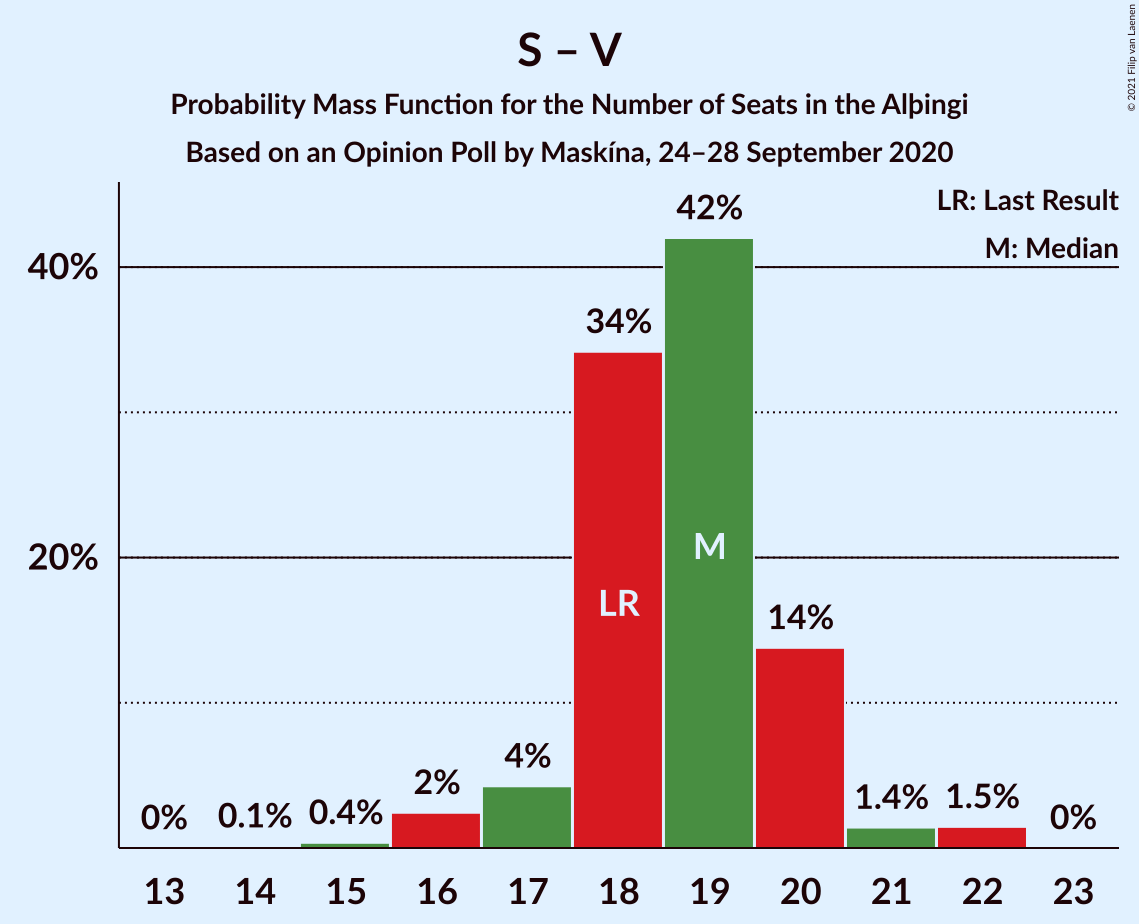 S – V
Probability Mass Function for the Number of Seats in the Alþingi
Based on an Opinion Poll by Maskína, 24–28 September 2020
© 2021 Filip van Laenen
LR: Last Result
M: Median
40%
20%
0%
0.1%
0.4%
2%
4%
34%
42%
14%
1.4%
1.5%
0%
LR
M
13 14 15 16 17 18 19 20 21 22 23